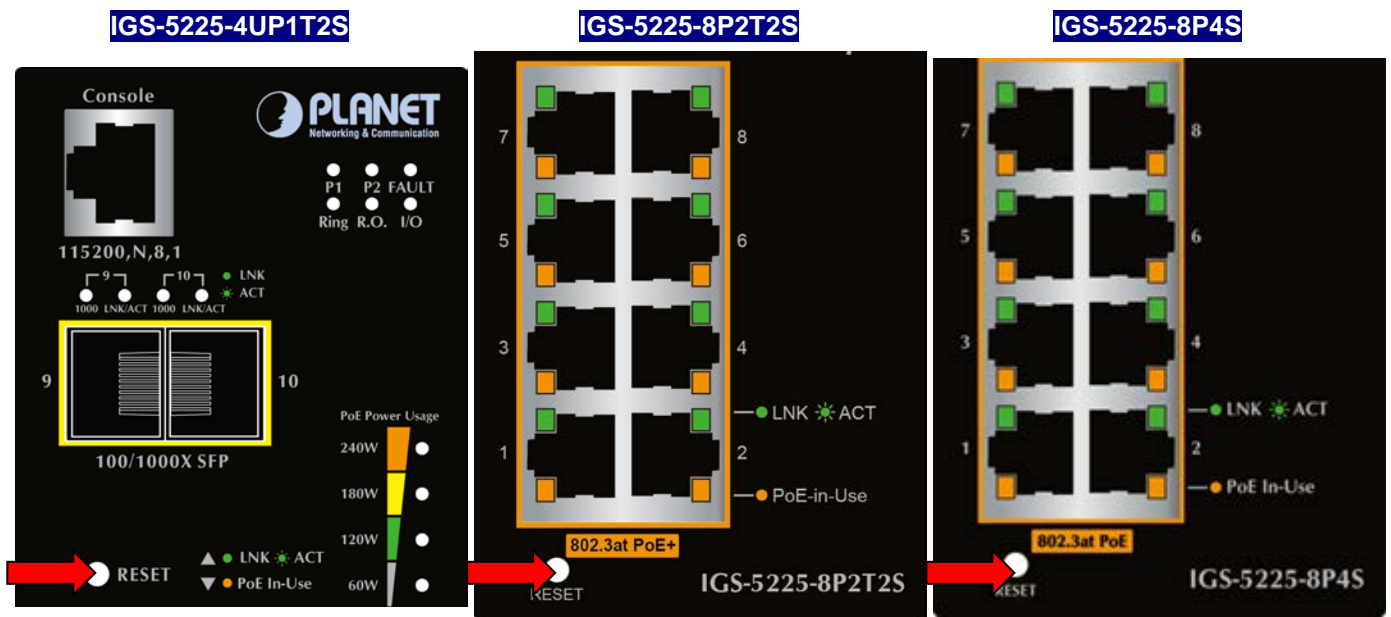 IGS-5225-4UP1T2S
IGS-5225-8P2T2S
IGS-5225-8P4S
Console
PLANET
Networking & Communication
P1 P2 FAULT
Ring R.O. I/O
115200,N,8,1
9 10 LNK
ACT
1000 LNK/ACT 1000 LNK/ACT
9 10
100/1000X SFP
PoE Power Usage
240W
180W
120W
60W
RESET
LNK ACT
PoE In-Use
7 8
5 6
3 4
LNK ACT
1 2
PoE-in-Use
802.3at PoE+
RESET
IGS-5225-8P2T2S
7 8
5 6
3 4
LNK ACT
1 2
PoE In-Use
802.3at PoE
RESET
IGS-5225-8P4S